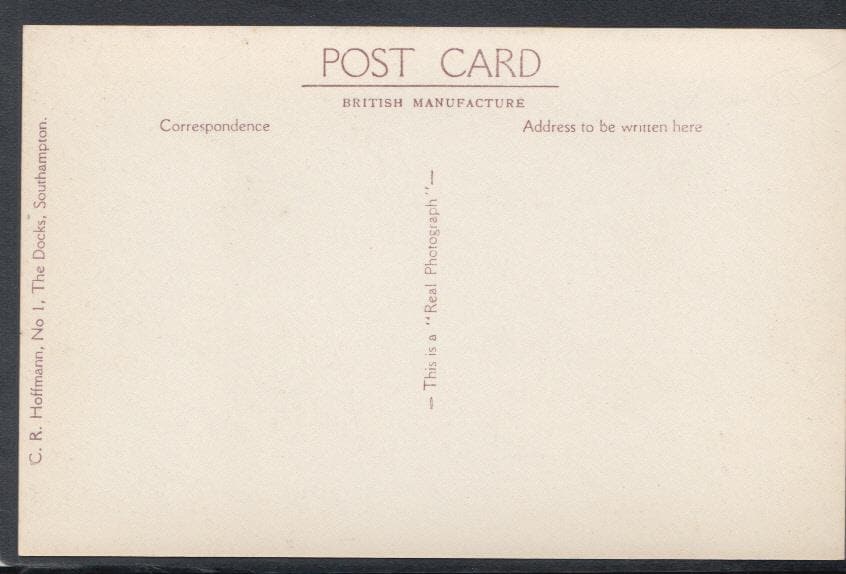 POST CARD
BRITISH MANUFACTURE
Correspondence
Address to be written here
This is a "Real Photograph"
C. R. Hoffmann, No 1, The Docks, Southampton.